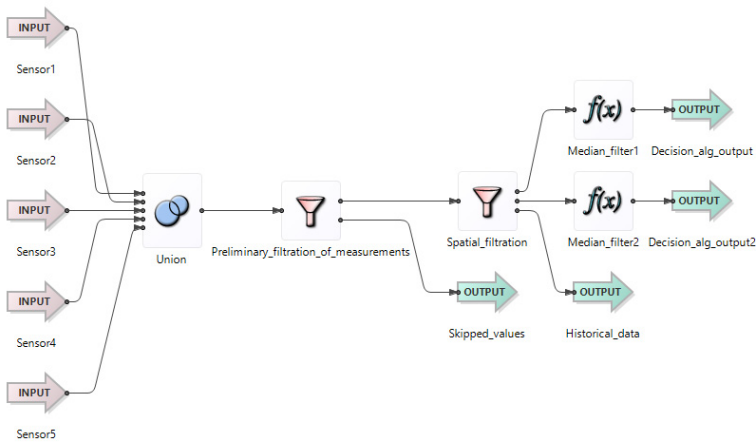 INPUT
Sensor1
INPUT
Sensor2
INPUT
Sensor3
INPUT
Sensor4
INPUT
Sensor5
Union
Preliminary_filtration_of_measurements
Spatial_filtration
f(x)
Median_filter1
OUTPUT
Decision_alg_output
f(x)
Median_filter2
OUTPUT
Decision_alg_output2
OUTPUT
Skipped_values
OUTPUT
Historical_data